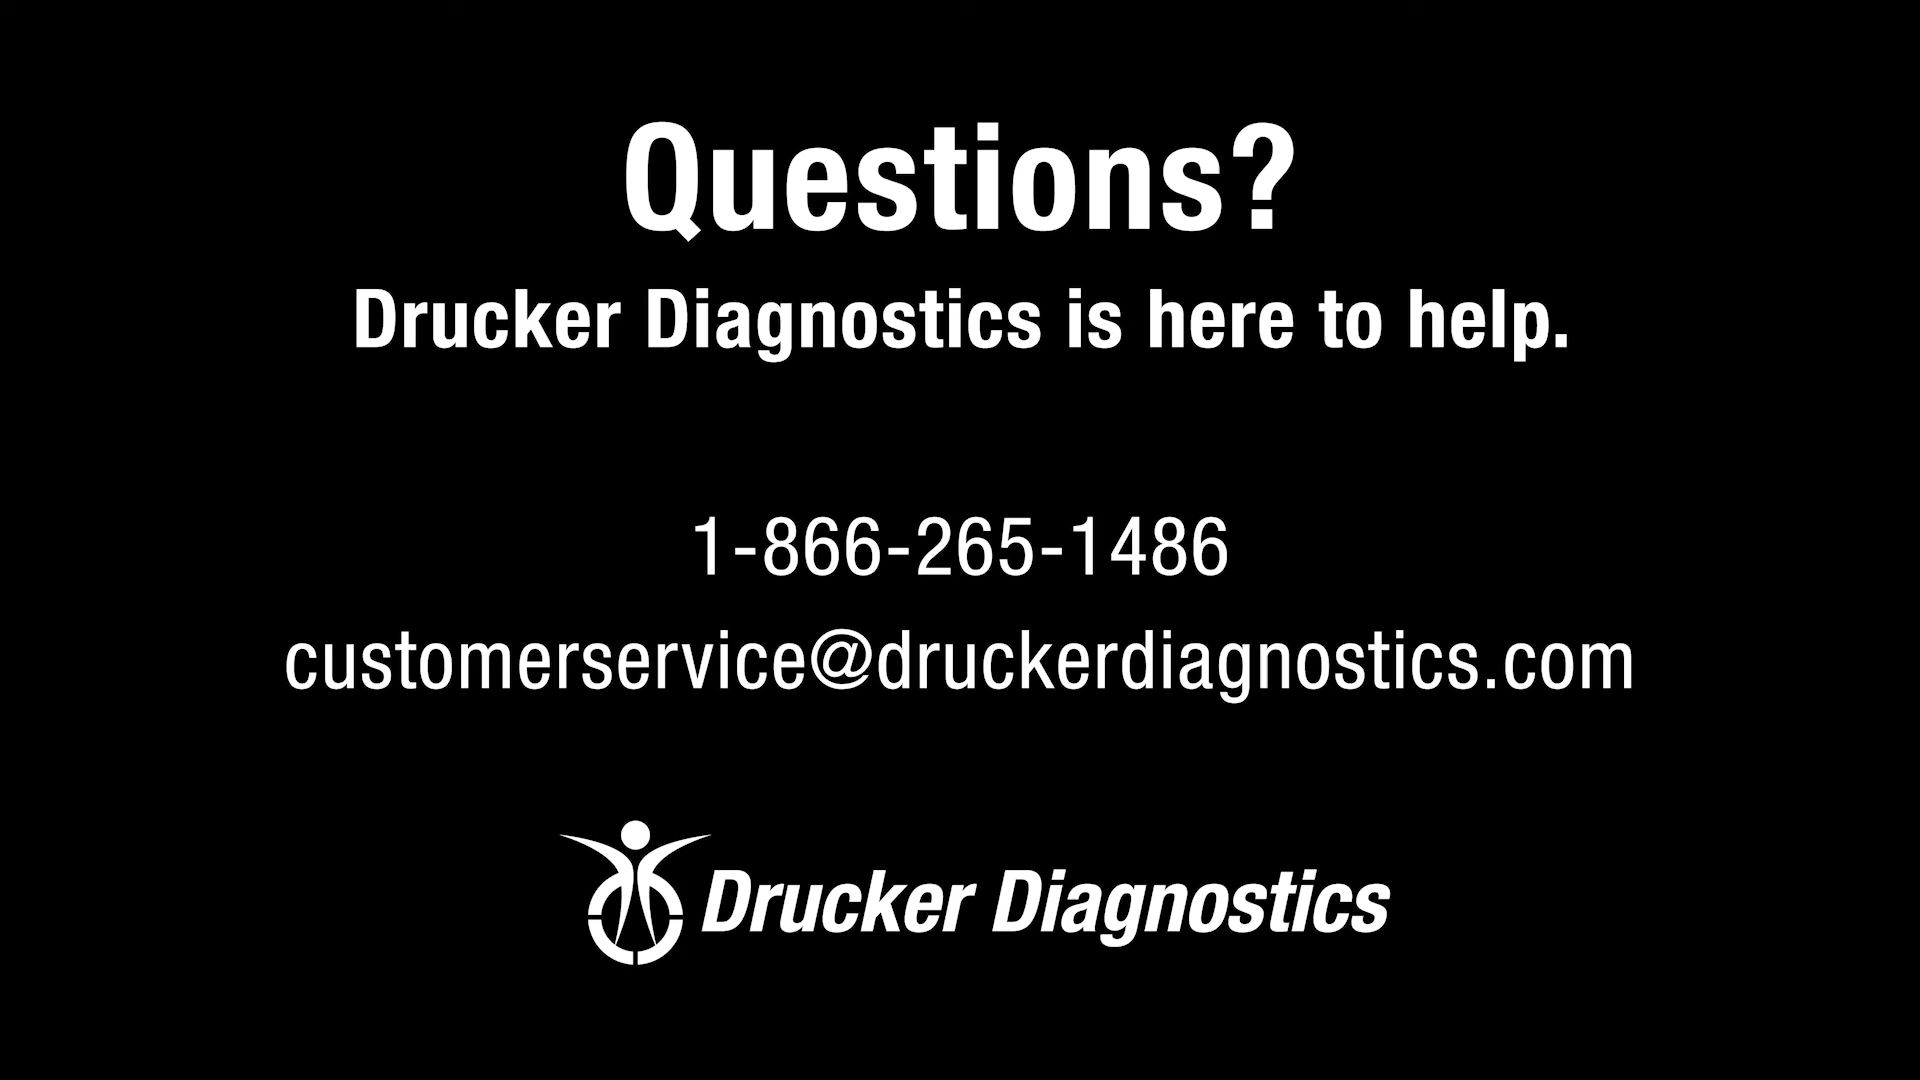 Questions?
Drucker Diagnostics is here to help.
1-866-265-1486
customerservice@druckerdiagnostics.com
Drucker Diagnostics